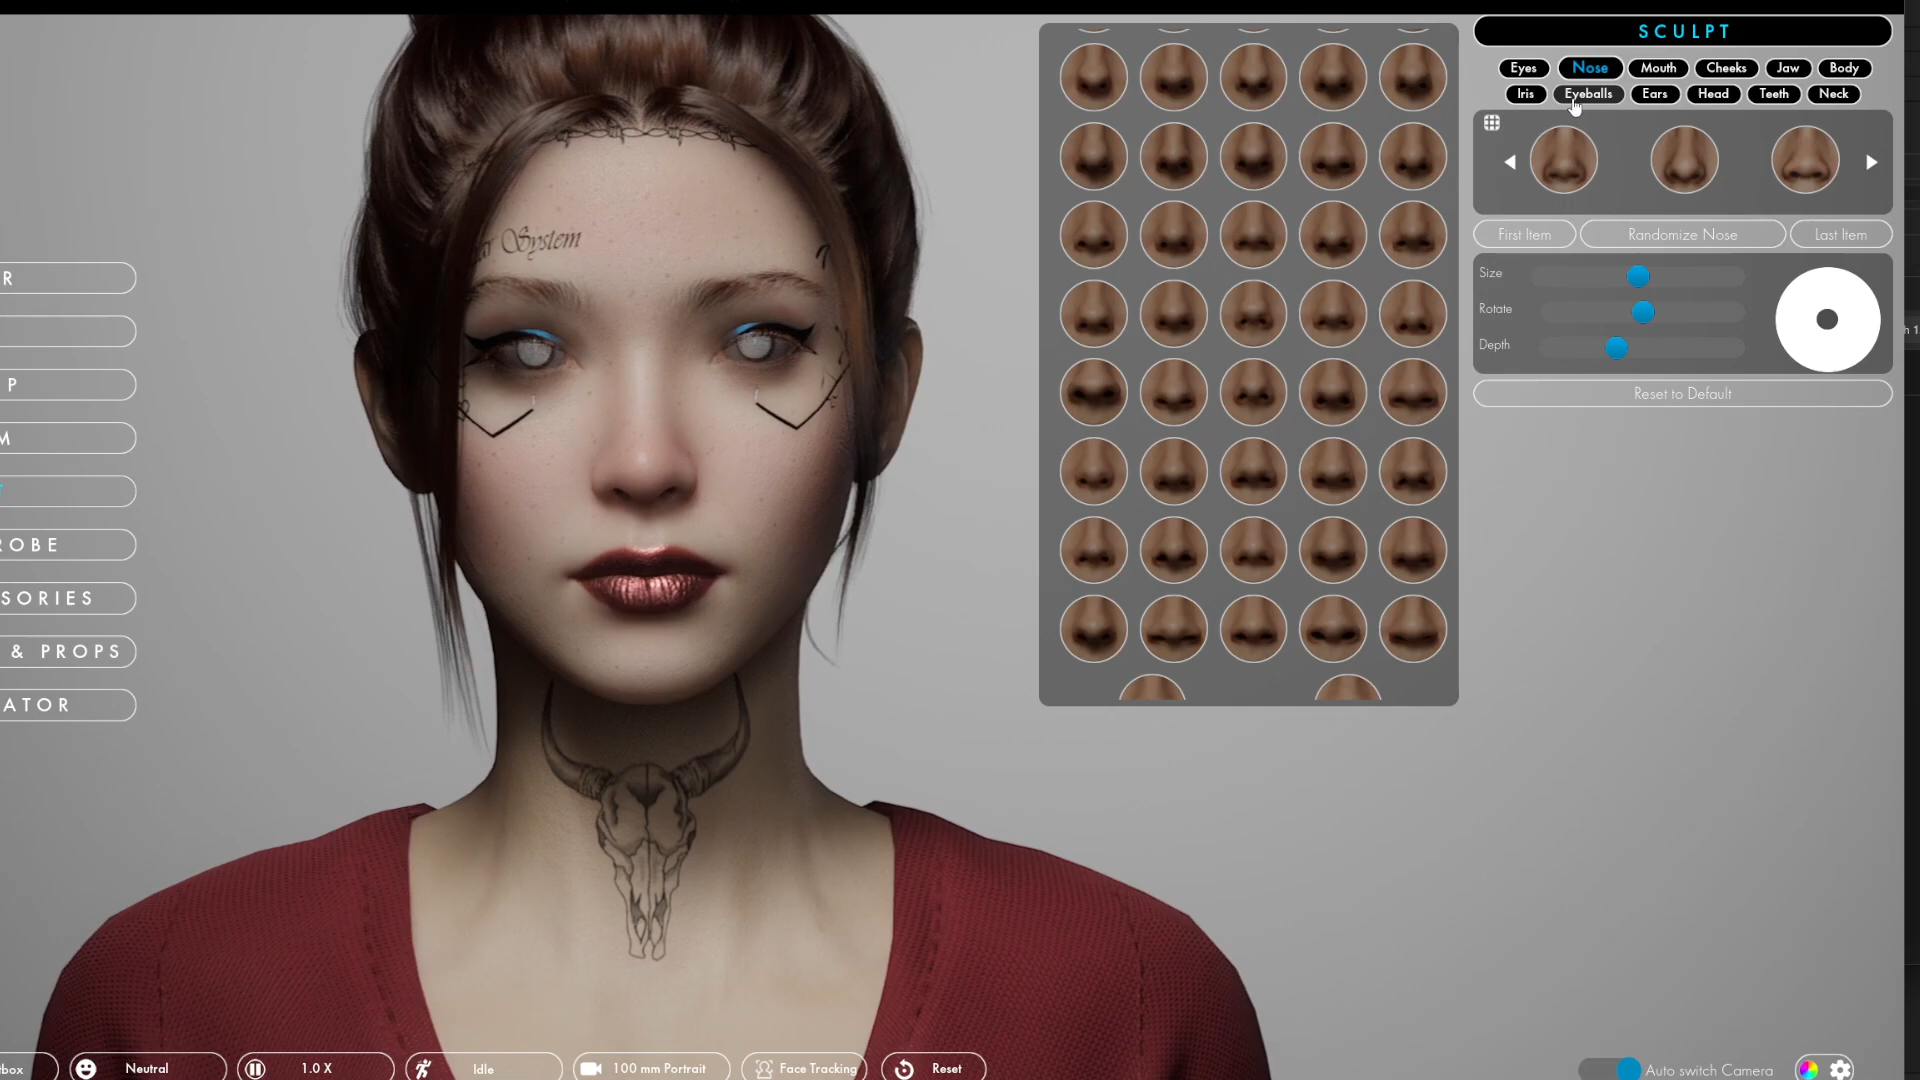 SCULPT
Eyes Nose Mouth Cheeks Jaw Body
Iris Eyeballs Ears Head Teeth Neck
First Item Randomize Nose Last Item
Size
Rotate
Depth
Reset to Default
System
R
P
M
T
ROBE
SORIES
& PROPS
ATOR
h 1
box Neutral 1.0 X Idle 100 mm Portrait Face Tracking Reset
Auto switch Camera